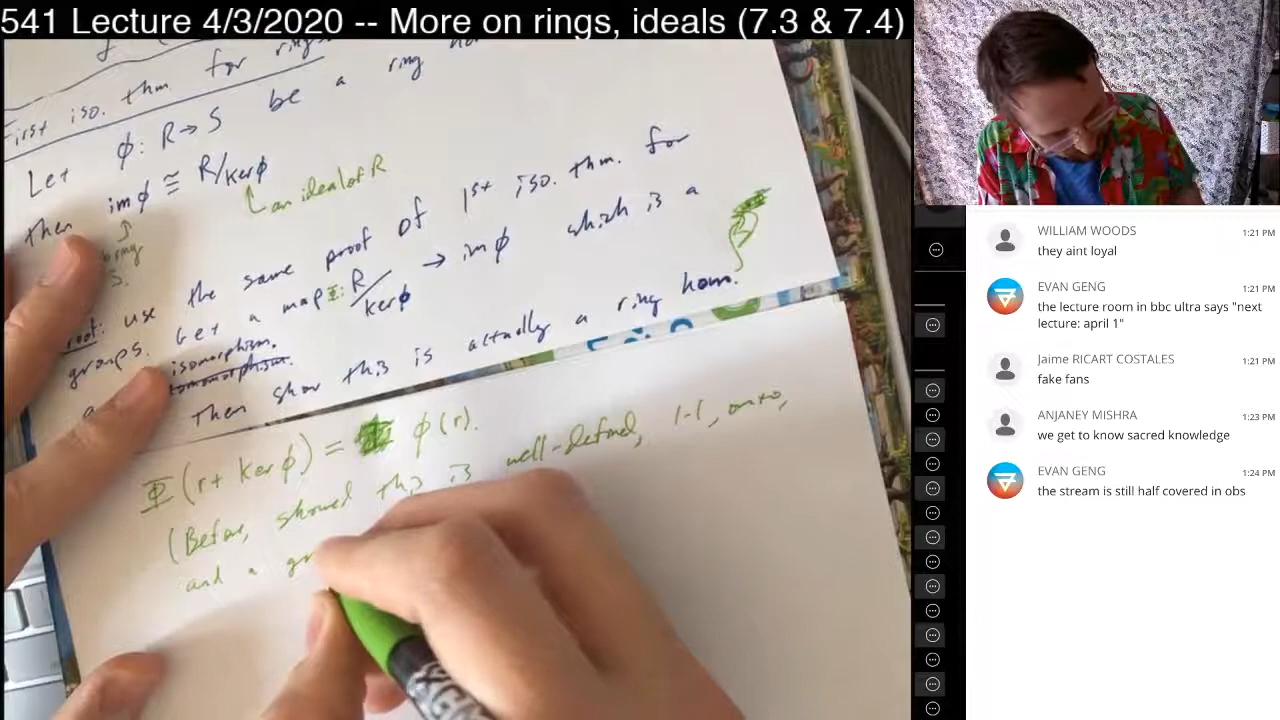 541 Lecture 4/3/2020 -- More on rings, ideals (7.3 & 7.4)
First iso. thm for rings
Let φ: R → S be a ring
then im φ ≅ R/ker φ
an ideal of R
S.
proof: use the same proof of 1st iso. thm. for
groups. Get a map Φ: R/ker φ → im φ which is a
isomorphism.
Then show this is actually a ring hom.
Φ(r + ker φ) = φ(r).
(Before, showed this is well-defined, 1-1, onto,
and a
WILLIAM WOODS 1:21 PM
they aint loyal
EVAN GENG 1:21 PM
the lecture room in bbc ultra says "next
lecture: april 1"
Jaime RICART COSTALES 1:21 PM
fake fans
ANJANEY MISHRA 1:23 PM
we get to know sacred knowledge
EVAN GENG 1:24 PM
the stream is still half covered in obs